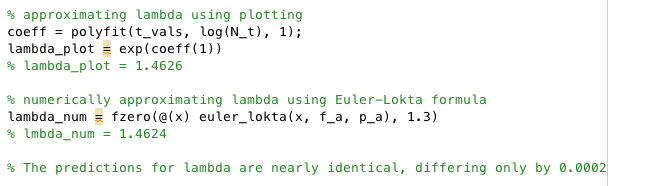 % approximating lambda using plotting
coeff = polyfit(t_vals, log(N_t), 1);
lambda_plot = exp(coeff(1))
% lambda_plot = 1.4626
% numerically approximating lambda using Euler-Lokta formula
lambda_num = fzero(@(x) euler_lokta(x, f_a, p_a), 1.3)
% lmbda_num = 1.4624
% The predictions for lambda are nearly identical, differing only by 0.0002